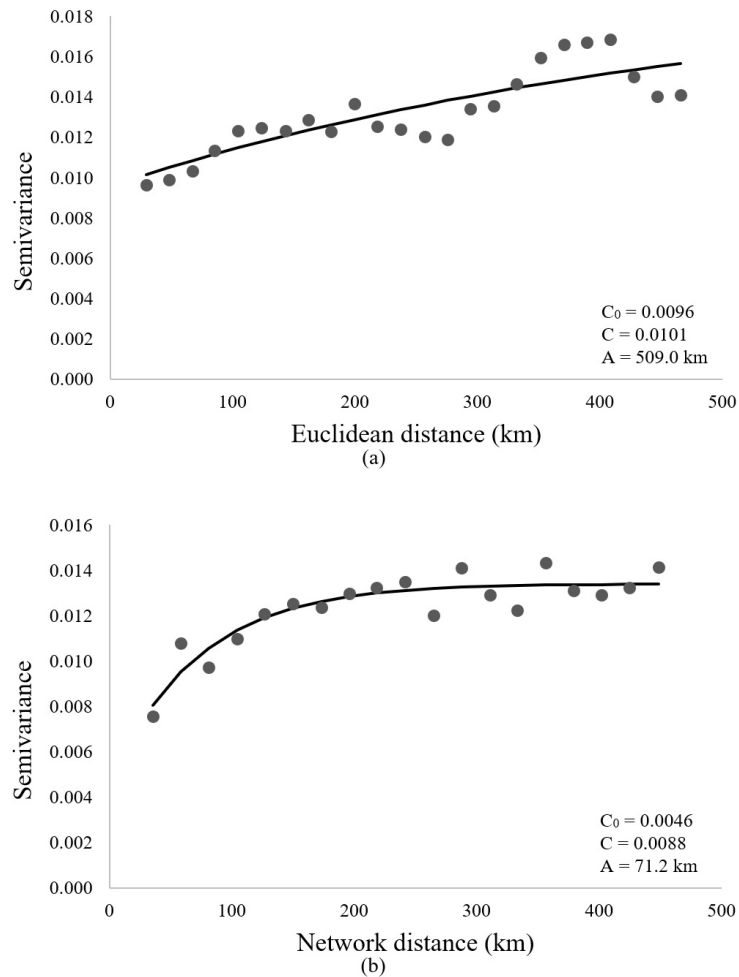 0.018
0.016
0.014
0.012
0.010
0.008
0.006
0.004
0.002
0.000
Semivariance
C₀ = 0.0096
C = 0.0101
A = 509.0 km
0 100 200 300 400 500
Euclidean distance (km)
(a)
0.016
0.014
0.012
0.010
0.008
0.006
0.004
0.002
0.000
Semivariance
C₀ = 0.0046
C = 0.0088
A = 71.2 km
0 100 200 300 400 500
Network distance (km)
(b)